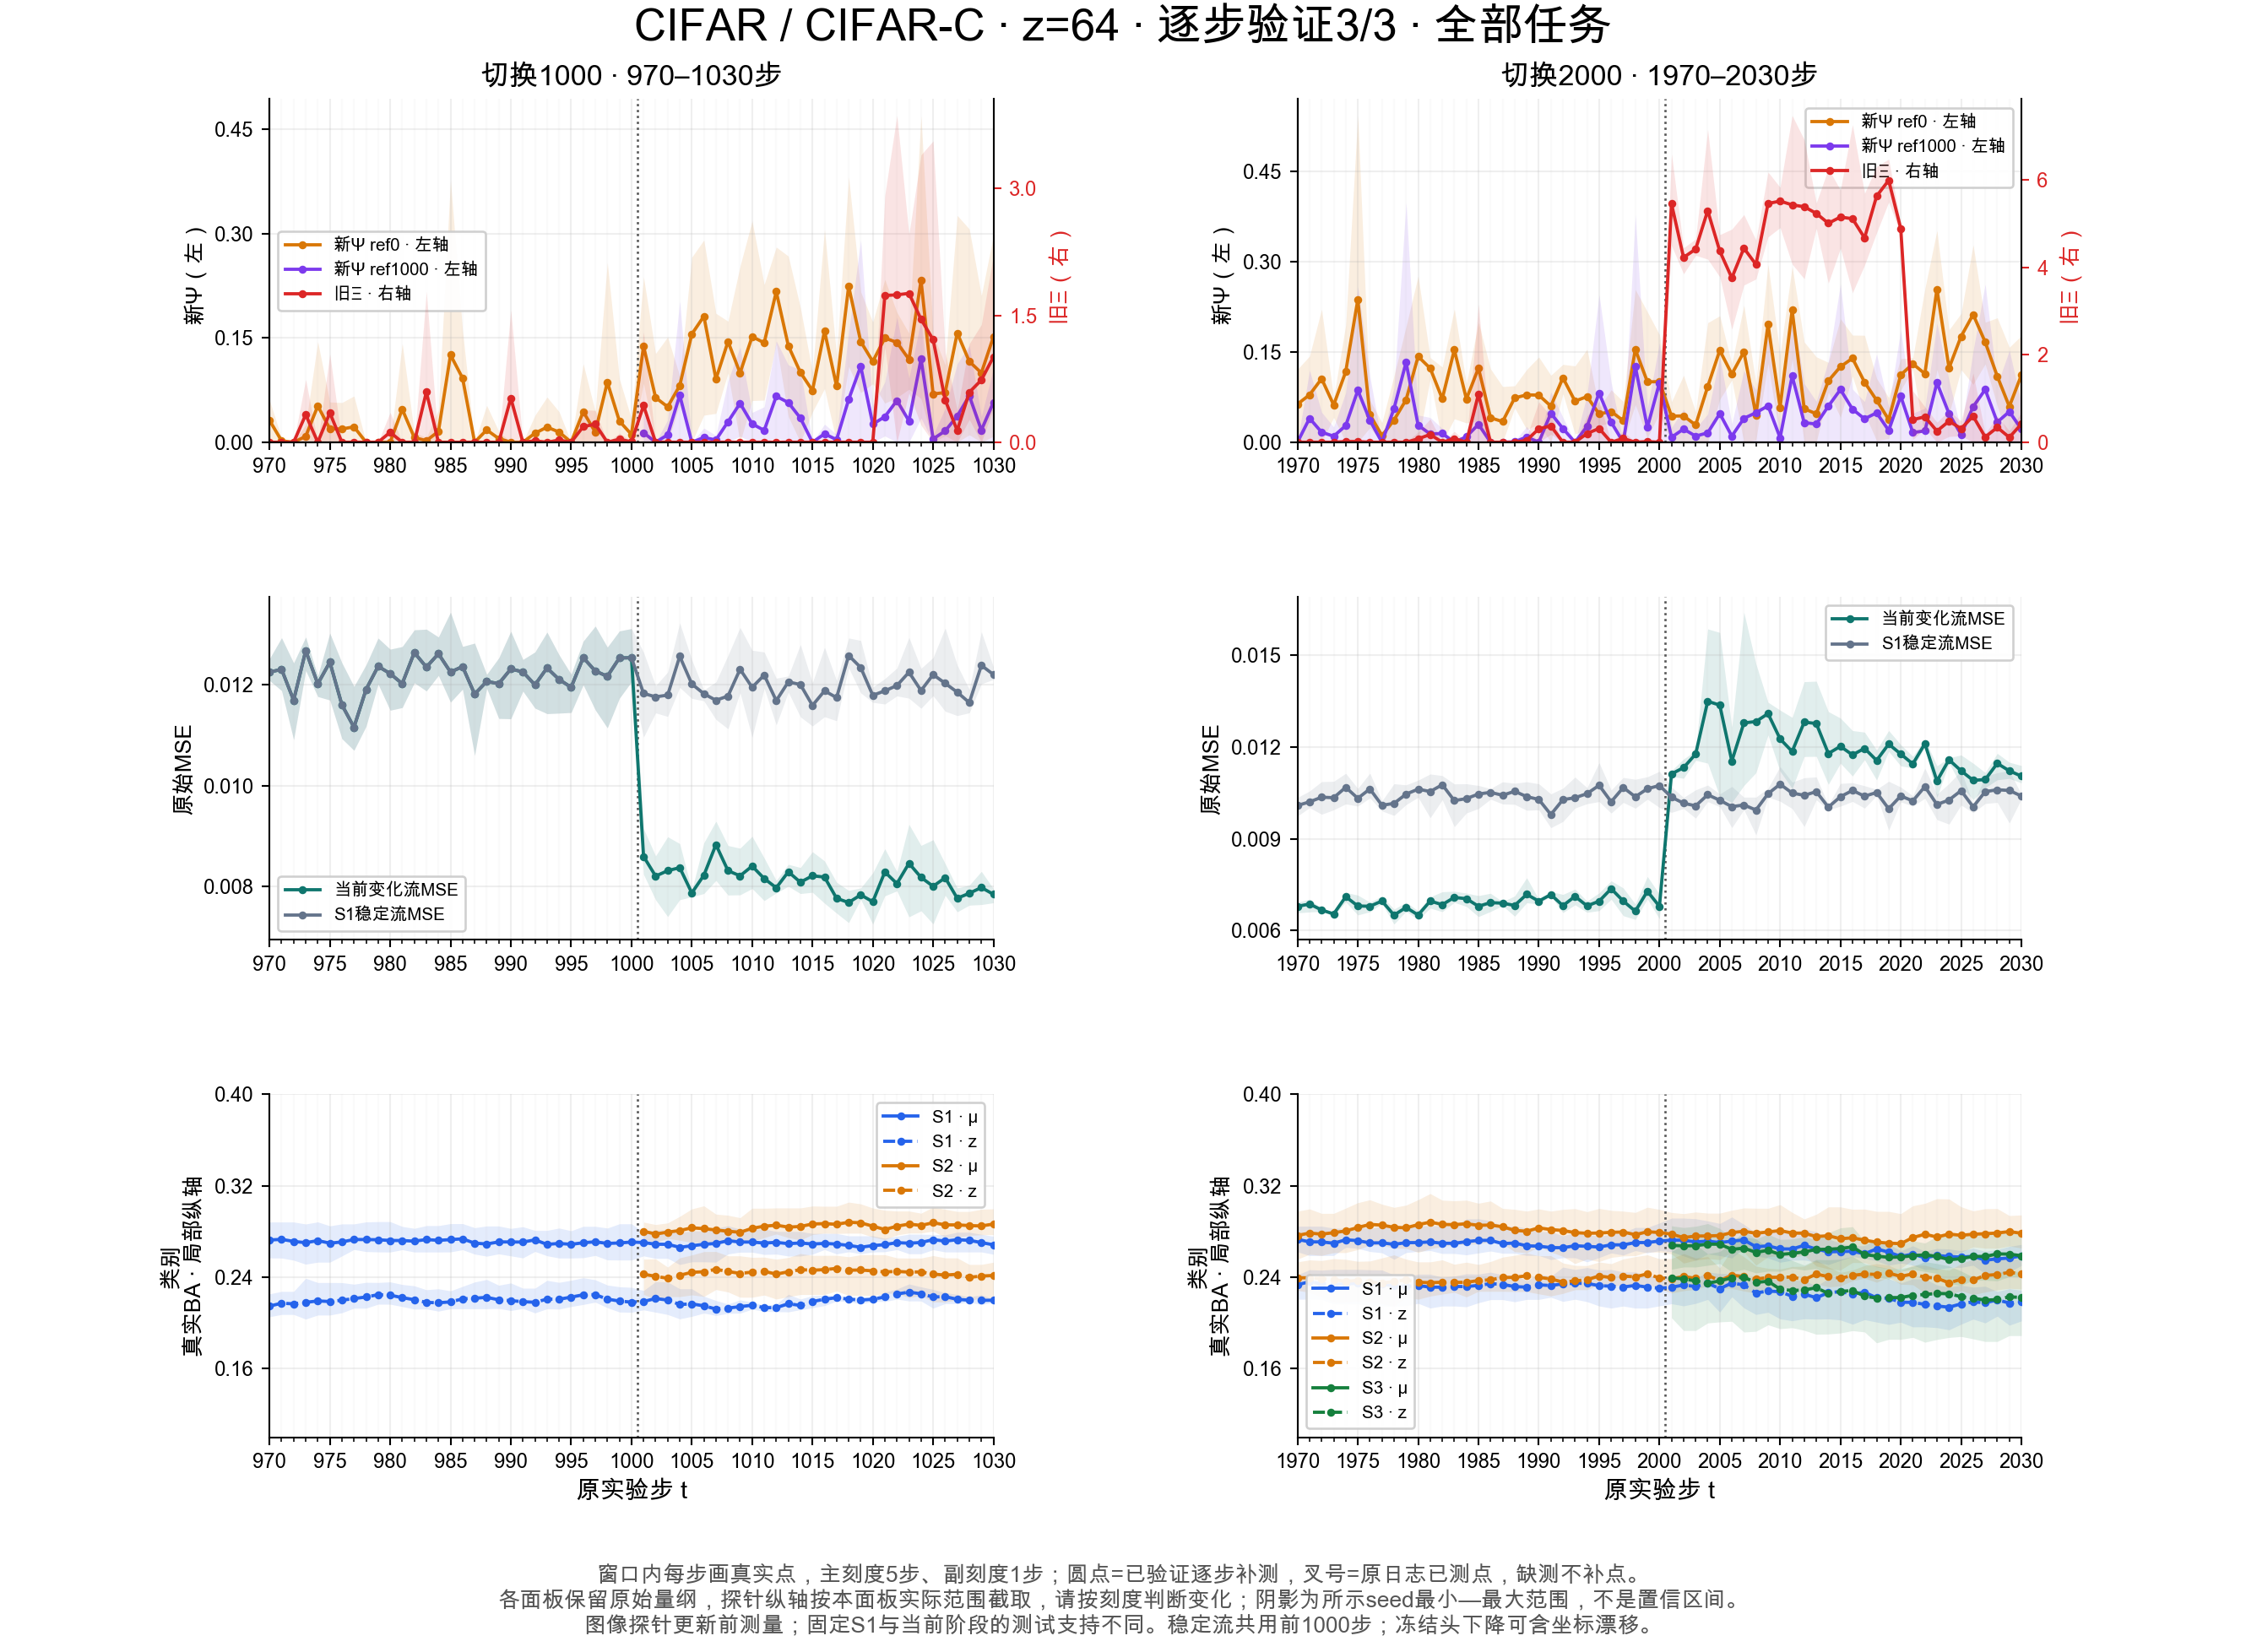 CIFAR / CIFAR-C · z=64 · 逐步验证3/3 · 全部任务
切换1000 · 970–1030步
新Ψ（左）
0.45
0.30
0.15
0.00
新Ψ ref0 · 左轴
新Ψ ref1000 · 左轴
旧Ξ · 右轴
3.0
1.5
0.0
旧Ξ（右）
970 975 980 985 990 995 1000 1005 1010 1015 1020 1025 1030
切换2000 · 1970–2030步
新Ψ（左）
0.45
0.30
0.15
0.00
新Ψ ref0 · 左轴
新Ψ ref1000 · 左轴
旧Ξ · 右轴
6
4
2
0
旧Ξ（右）
1970 1975 1980 1985 1990 1995 2000 2005 2010 2015 2020 2025 2030
原始MSE
0.012
0.010
0.008
当前变化流MSE
S1稳定流MSE
970 975 980 985 990 995 1000 1005 1010 1015 1020 1025 1030
原始MSE
0.015
0.012
0.009
0.006
当前变化流MSE
S1稳定流MSE
1970 1975 1980 1985 1990 1995 2000 2005 2010 2015 2020 2025 2030
类别
真实BA · 局部纵轴
0.40
0.32
0.24
0.16
S1 · μ
S1 · z
S2 · μ
S2 · z
970 975 980 985 990 995 1000 1005 1010 1015 1020 1025 1030
原实验步 t
类别
真实BA · 局部纵轴
0.40
0.32
0.24
0.16
S1 · μ
S1 · z
S2 · μ
S2 · z
S3 · μ
S3 · z
1970 1975 1980 1985 1990 1995 2000 2005 2010 2015 2020 2025 2030
原实验步 t
窗口内每步画真实点，主刻度5步、副刻度1步；圆点=已验证逐步补测，叉号=原日志已测点，缺测不补点。
各面板保留原始量纲，探针纵轴按本面板实际范围截取，请按刻度判断变化；阴影为所示seed最小—最大范围，不是置信区间。
图像探针更新前测量；固定S1与当前阶段的测试支持不同。稳定流共用前1000步；冻结头下降可含坐标漂移。